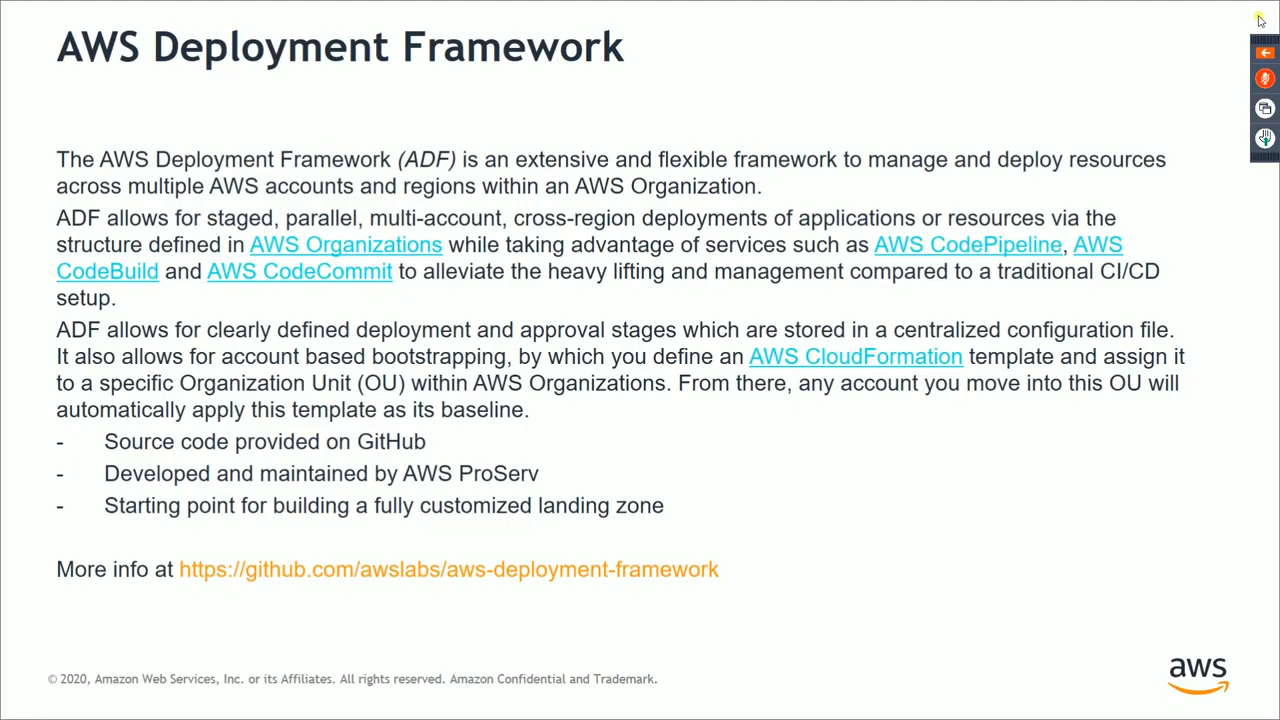 AWS Deployment Framework
The AWS Deployment Framework (ADF) is an extensive and flexible framework to manage and deploy resources
across multiple AWS accounts and regions within an AWS Organization.
ADF allows for staged, parallel, multi-account, cross-region deployments of applications or resources via the
structure defined in AWS Organizations while taking advantage of services such as AWS CodePipeline, AWS
CodeBuild and AWS CodeCommit to alleviate the heavy lifting and management compared to a traditional CI/CD
setup.
ADF allows for clearly defined deployment and approval stages which are stored in a centralized configuration file.
It also allows for account based bootstrapping, by which you define an AWS CloudFormation template and assign it
to a specific Organization Unit (OU) within AWS Organizations. From there, any account you move into this OU will
automatically apply this template as its baseline.
- Source code provided on GitHub
- Developed and maintained by AWS ProServ
- Starting point for building a fully customized landing zone
More info at https://github.com/awslabs/aws-deployment-framework
© 2020, Amazon Web Services, Inc. or its Affiliates. All rights reserved. Amazon Confidential and Trademark.
aws